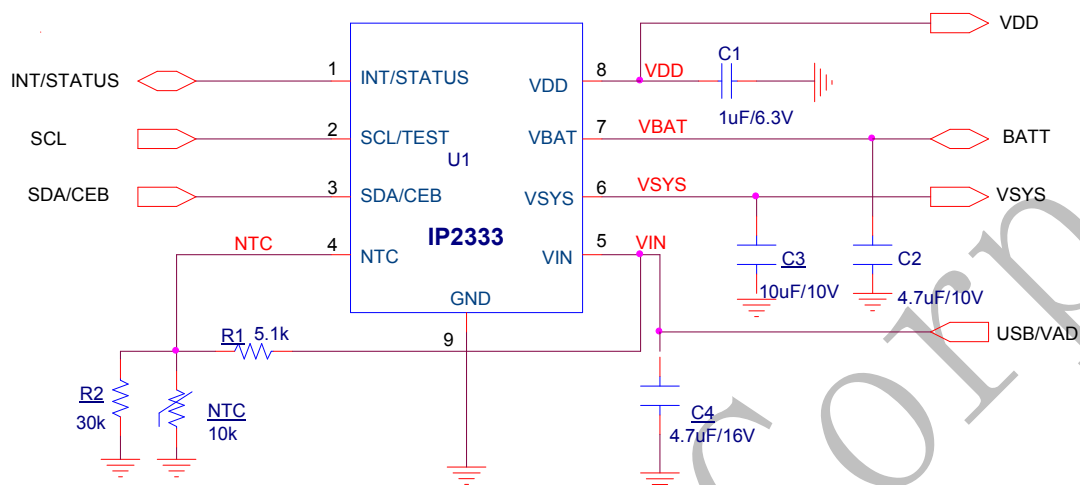 VDD
C1
1
INT/STATUS
INT/STATUS
VDD
8
VDD
1uF/6.3V
SCL
2
SCL/TEST
U1
VBAT
7
VBAT
BATT
SDA/CEB
3
SDA/CEB
VSYS
6
VSYS
VSYS
IP2333
NTC
4
NTC
VIN
5
VIN
C3
10uF/10V
C2
4.7uF/10V
GND
9
USB/VAD
R1 5.1k
R2
30k
NTC
10k
C4
4.7uF/16V
Corp